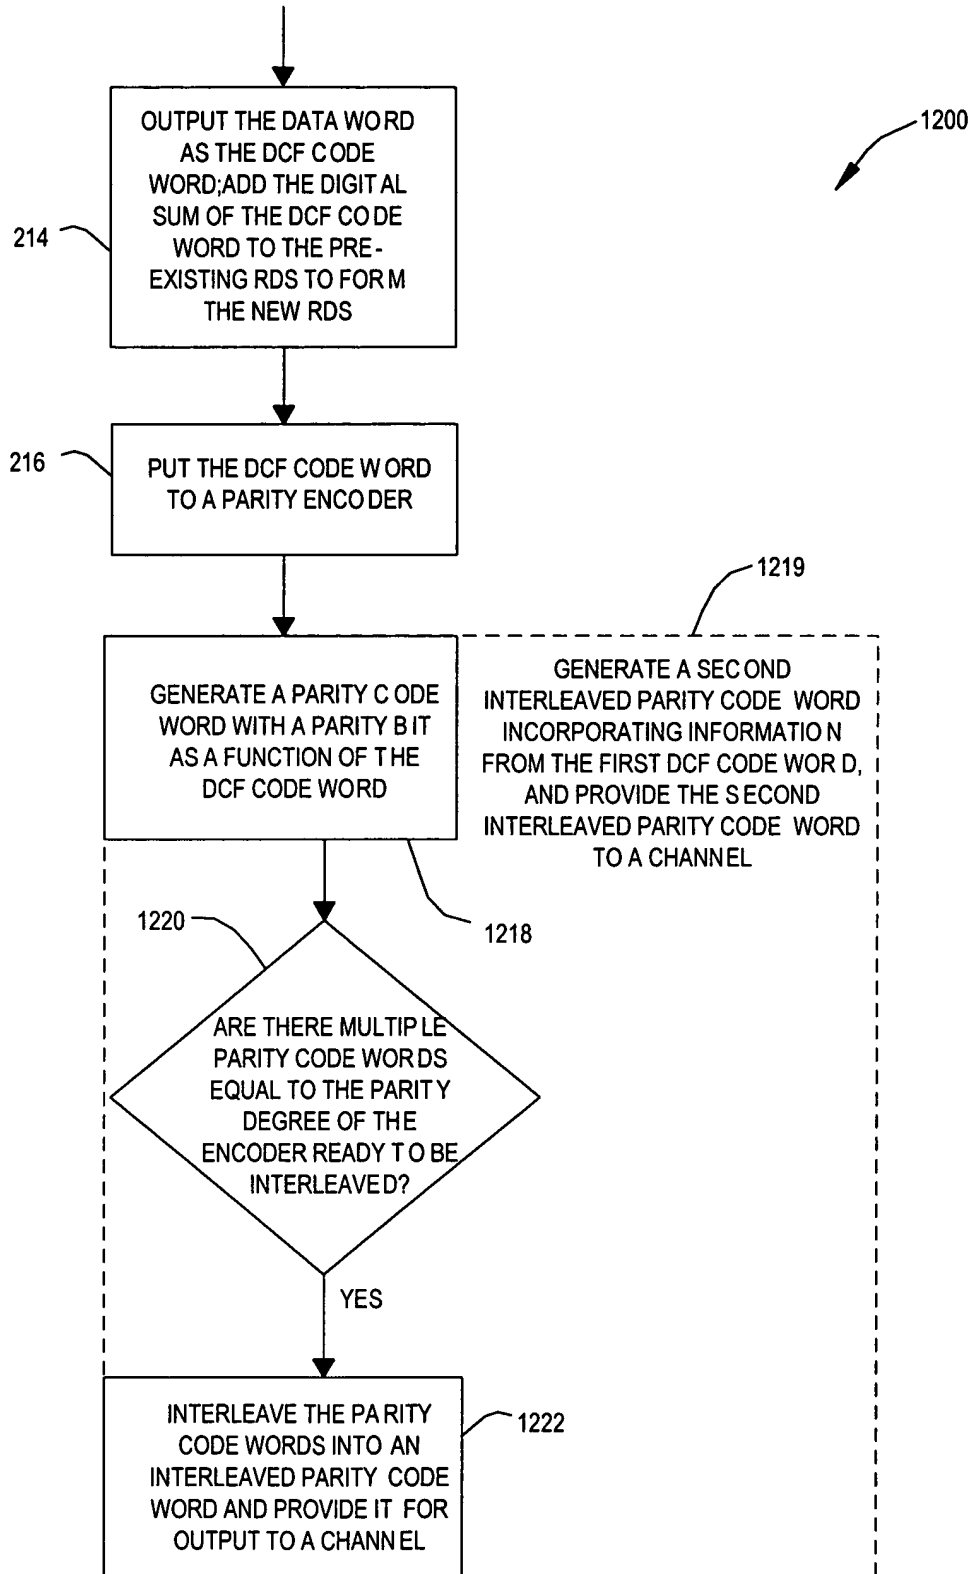 OUTPUT THE DATA WORD
AS THE DCF CODE
WORD;ADD THE DIGITAL
SUM OF THE DCF CODE
WORD TO THE PRE-
EXISTING RDS TO FORM
THE NEW RDS
1200
214
PUT THE DCF CODE WORD
TO A PARITY ENCODER
216
1219
GENERATE A PARITY CODE
WORD WITH A PARITY BIT
AS A FUNCTION OF THE
DCF CODE WORD
GENERATE A SECOND
INTERLEAVED PARITY CODE WORD
INCORPORATING INFORMATION
FROM THE FIRST DCF CODE WORD,
AND PROVIDE THE SECOND
INTERLEAVED PARITY CODE WORD
TO A CHANNEL
1218
1220
ARE THERE MULTIPLE
PARITY CODE WORDS
EQUAL TO THE PARITY
DEGREE OF THE
ENCODER READY TO BE
INTERLEAVED?
YES
INTERLEAVE THE PARITY
CODE WORDS INTO AN
INTERLEAVED PARITY CODE
WORD AND PROVIDE IT FOR
OUTPUT TO A CHANNEL
1222